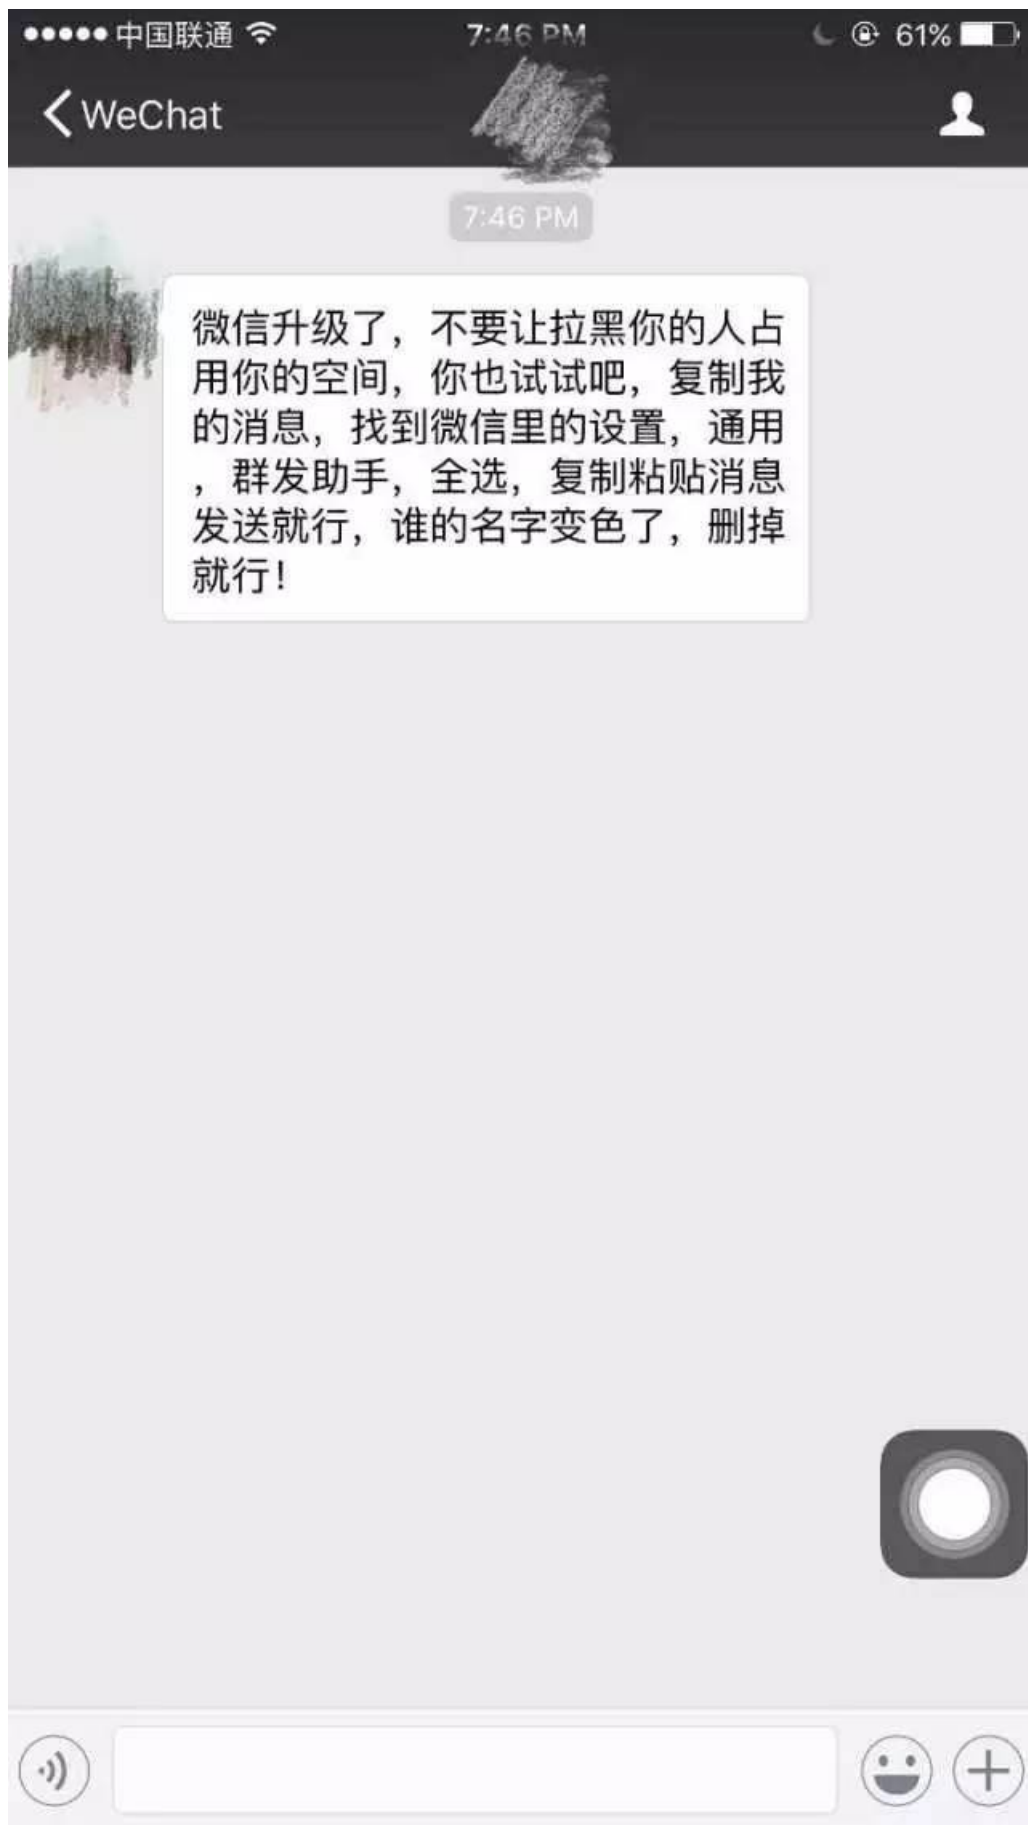 中国联通
7:46 PM
61%
WeChat
7:46 PM
微信升级了，不要让拉黑你的人占
用你的空间，你也试试吧，复制我
的消息，找到微信里的设置，通用
，群发助手，全选，复制粘贴消息
发送就行，谁的名字变色了，删掉
就行！